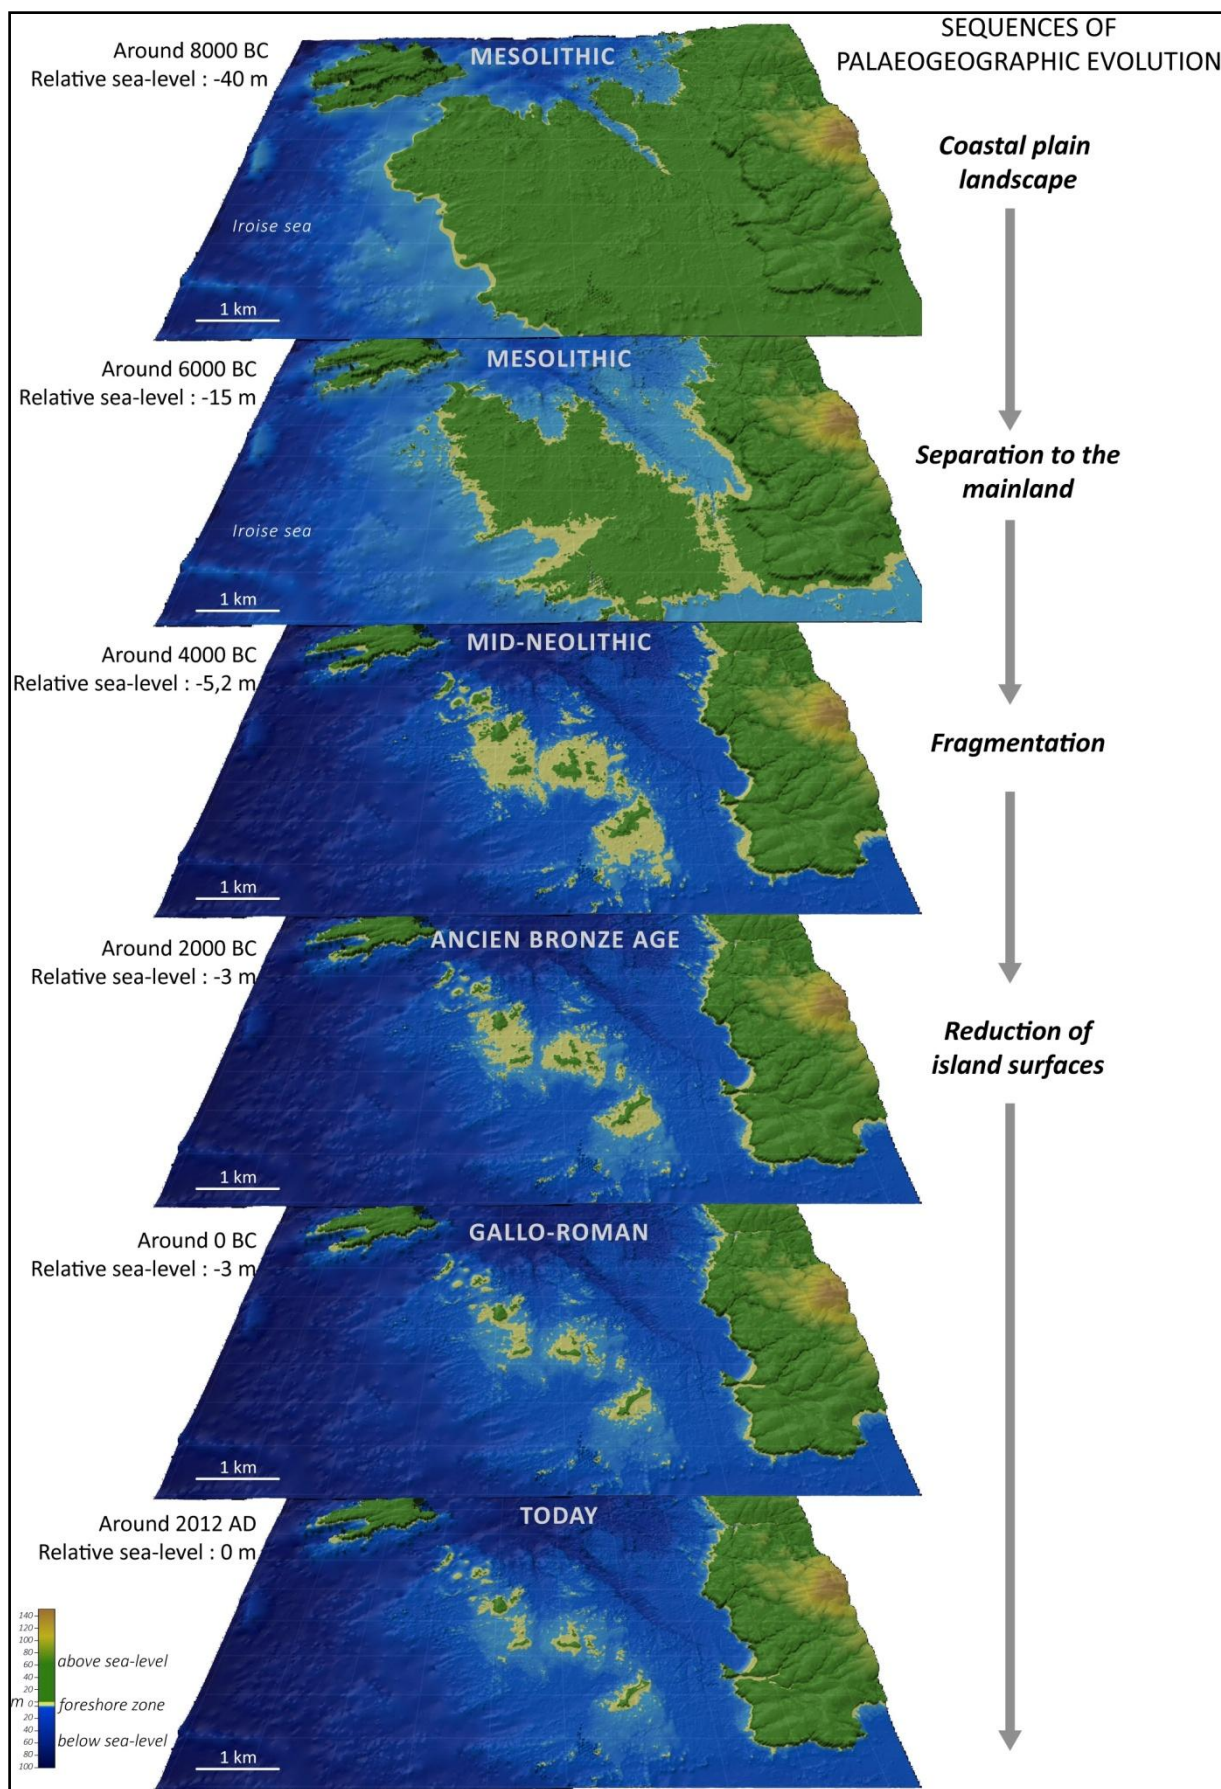 SEQUENCES OF
PALAEOGEOGRAPHIC EVOLUTION
Around 8000 BC
Relative sea-level : -40 m
MESOLITHIC
Iroise sea
1 km
Coastal plain
landscape
Around 6000 BC
Relative sea-level : -15 m
MESOLITHIC
Iroise sea
1 km
Separation to the
mainland
Around 4000 BC
Relative sea-level : -5,2 m
MID-NEOLITHIC
1 km
Fragmentation
Around 2000 BC
Relative sea-level : -3 m
ANCIEN BRONZE AGE
1 km
Reduction of
island surfaces
Around 0 BC
Relative sea-level : -3 m
GALLO-ROMAN
1 km
Around 2012 AD
Relative sea-level : 0 m
TODAY
1 km
140
120
100
80
60
40
20
m 0
20
40
60
80
100
above sea-level
foreshore zone
below sea-level